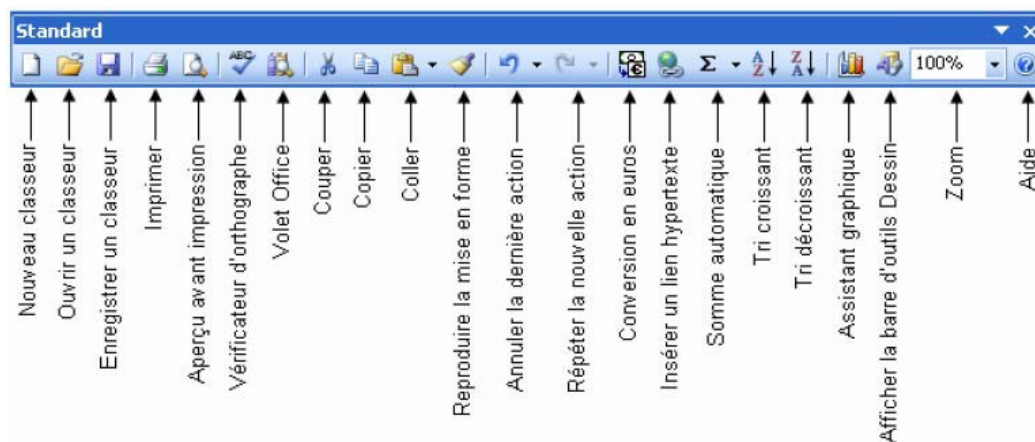 Standard
ABC
100%
Nouveau classeur
Ouvrir un classeur
Enregistrer un classeur
Imprimer
Aperçu avant impression
Vérificateur d'orthographe
Volet Office
Couper
Copier
Coller
Reproduire la mise en forme
Annuler la dernière action
Répéter la nouvelle action
Conversion en euros
Insérer un lien hypertexte
Somme automatique
Tri croissant
Tri décroissant
Assistant graphique
Afficher la barre d'outils Dessin
Zoom
Aide